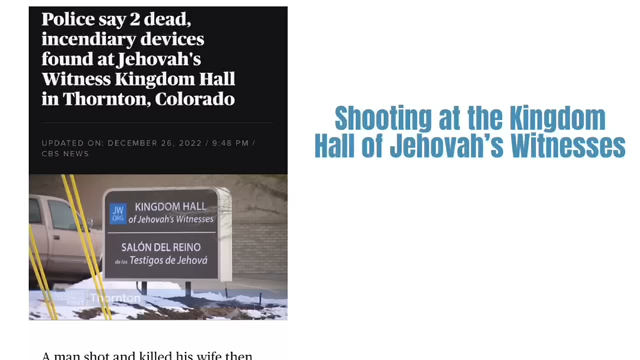 Police say 2 dead,
incendiary devices
found at Jehovah's
Witness Kingdom Hall
in Thornton, Colorado
UPDATED ON: DECEMBER 26, 2022 / 9:48 PM /
CBS NEWS
JW
.ORG
KINGDOM HALL
of Jehovah's Witnesses
SALÓN DEL REINO
de los Testigos de Jehová
Thornton
A man shot and killed his wife then
Shooting at the Kingdom
Hall of Jehovah's Witnesses